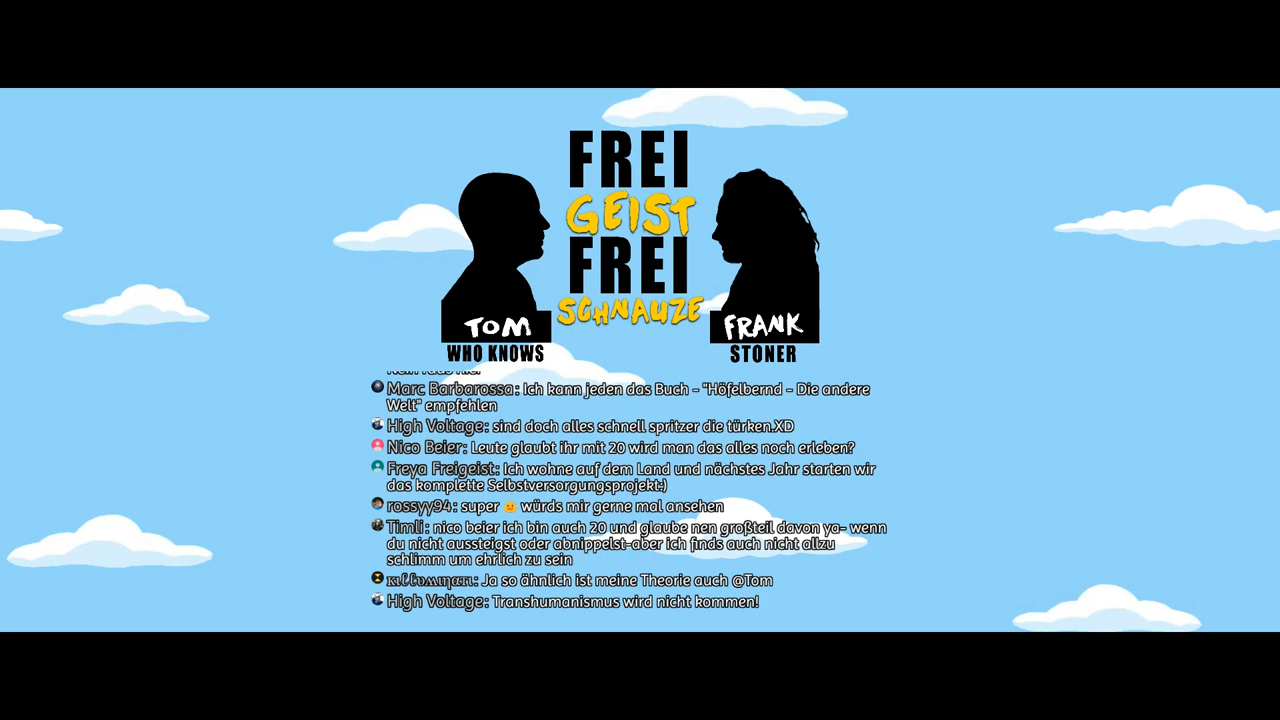 FREI
GEIST
FREI
SCHNAUZE
TOM
WHO KNOWS
FRANK
STONER
Marc Barbarossa: Ich kann jeden das Buch - "Höfelbernd - Die andere
Welt" empfehlen
High Voltage: sind doch alles schnell spritzer die türken.XD
Nico Beier: Leute glaubt ihr mit 20 wird man das alles noch erleben?
Freya Freigeist: Ich wohne auf dem Land und nächstes Jahr starten wir
das komplette Selbstversorgungsprojekt:)
rossyy94: super 🙂 würds mir gerne mal ansehen
Timli: nico beier ich bin auch 20 und glaube nen großteil davon ya- wenn
du nicht aussteigst oder abnippelst-aber ich finds auch nicht allzu
schlimm um ehrlich zu sein
Ja so ähnlich ist meine Theorie auch @Tom
High Voltage: Transhumanismus wird nicht kommen!